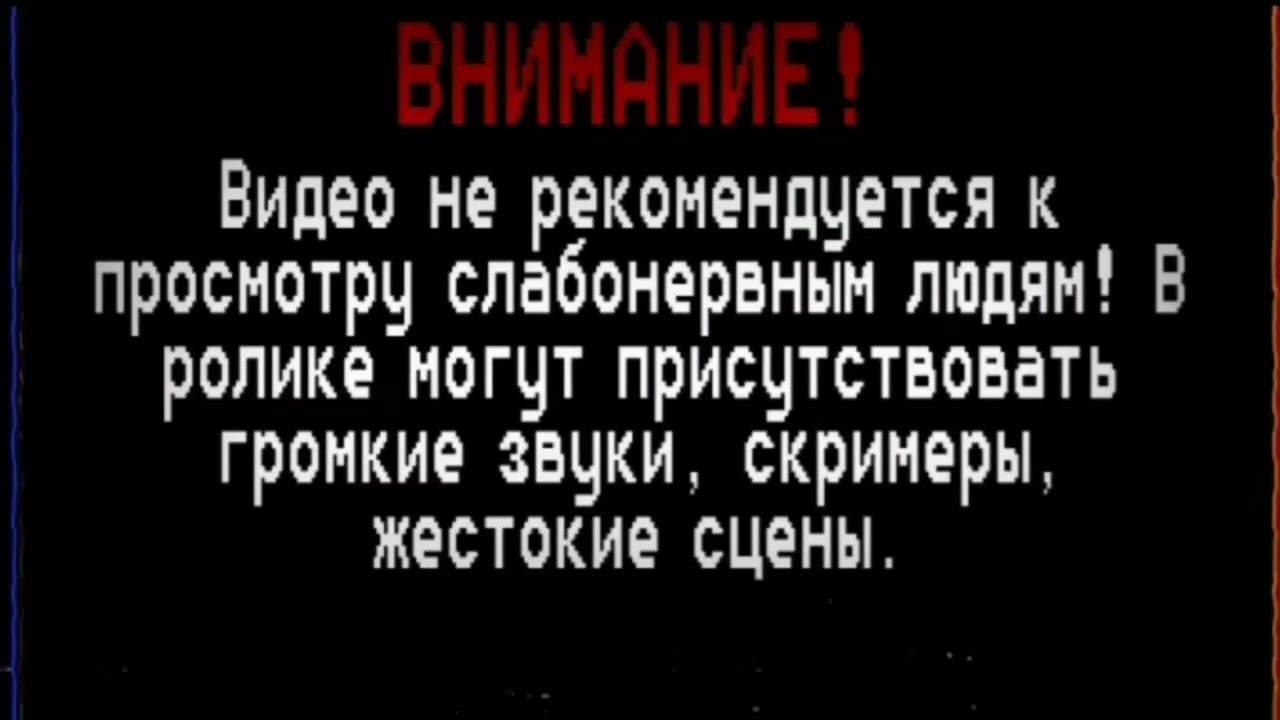 ВНИМАНИЕ!
Видео не рекомендуется к
просмотру слабонервным людям! В
ролике могут присутствовать
громкие звуки, скримеры,
жестокие сцены.